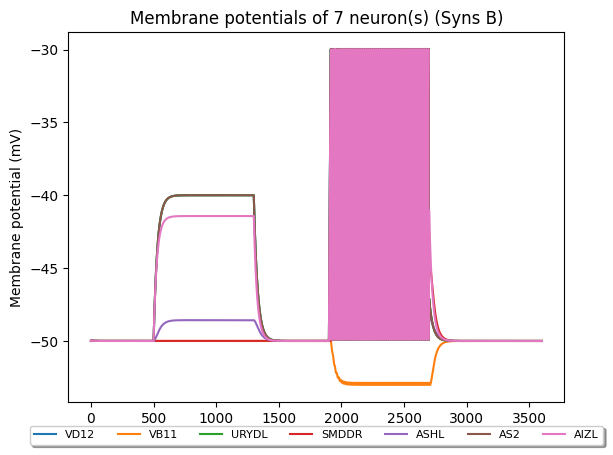 Membrane potentials of 7 neuron(s) (Syns B)
Membrane potential (mV)
−30
−35
−40
−45
−50
0 500 1000 1500 2000 2500 3000 3500
VD12 VB11 URYDL SMDDR ASHL AS2 AIZL